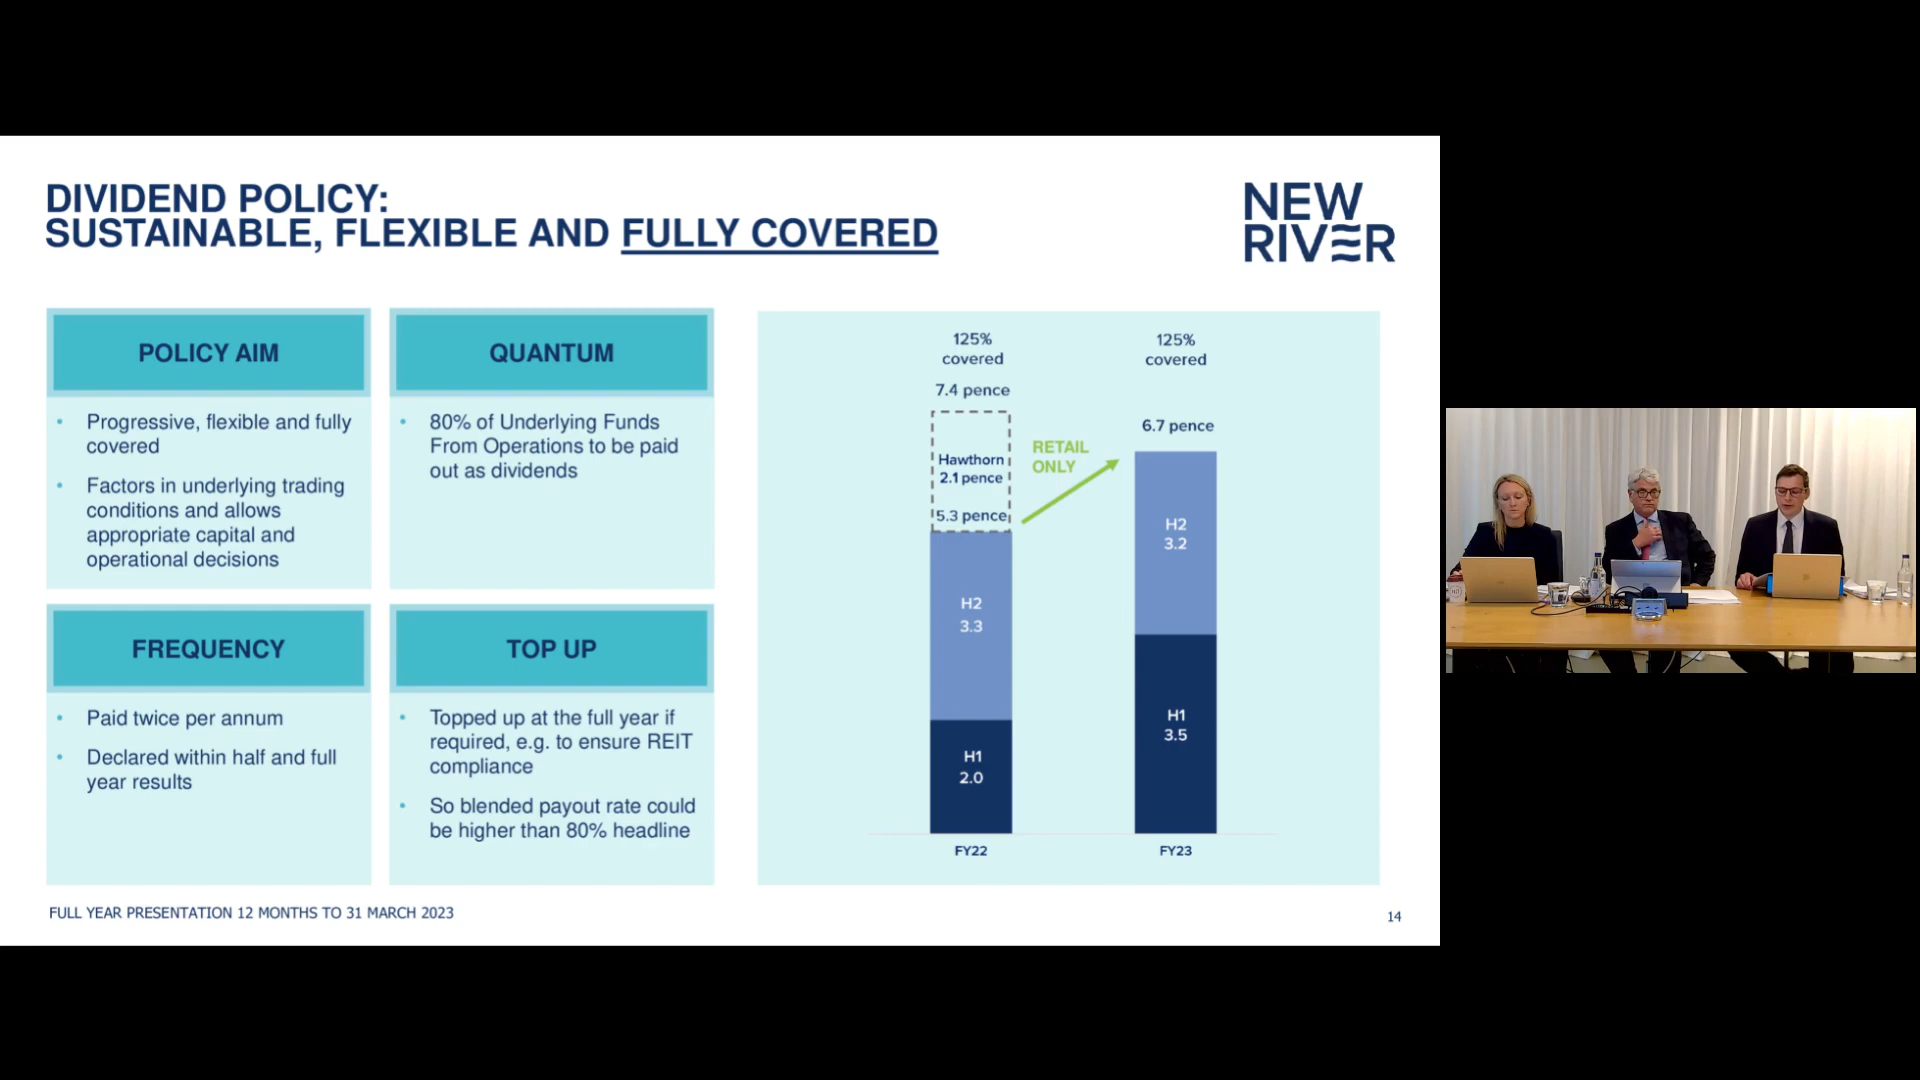 DIVIDEND POLICY:
SUSTAINABLE, FLEXIBLE AND FULLY COVERED
NEW
RIVER
POLICY AIM
• Progressive, flexible and fully
covered
• Factors in underlying trading
conditions and allows
appropriate capital and
operational decisions
QUANTUM
• 80% of Underlying Funds
From Operations to be paid
out as dividends
FREQUENCY
• Paid twice per annum
• Declared within half and full
year results
TOP UP
• Topped up at the full year if
required, e.g. to ensure REIT
compliance
• So blended payout rate could
be higher than 80% headline
125%
covered
7.4 pence
Hawthorn
2.1 pence
5.3 pence
H2
3.3
H1
2.0
FY22
RETAIL
ONLY
125%
covered
6.7 pence
H2
3.2
H1
3.5
FY23
FULL YEAR PRESENTATION 12 MONTHS TO 31 MARCH 2023
14